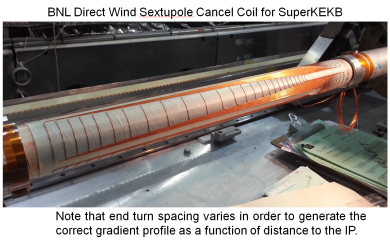 BNL Direct Wind Sextupole Cancel Coil for SuperKEKB
Note that end turn spacing varies in order to generate the
correct gradient profile as a function of distance to the IP.